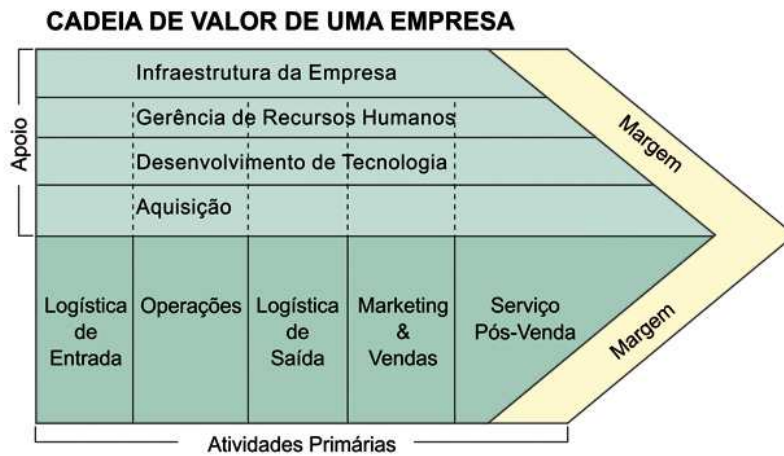 CADEIA DE VALOR DE UMA EMPRESA
Apoio
Infraestrutura da Empresa
Gerência de Recursos Humanos
Desenvolvimento de Tecnologia
Aquisição
Margem
Logística
de
Entrada
Operações
Logística
de
Saída
Marketing
&
Vendas
Serviço
Pós-Venda
Margem
Atividades Primárias